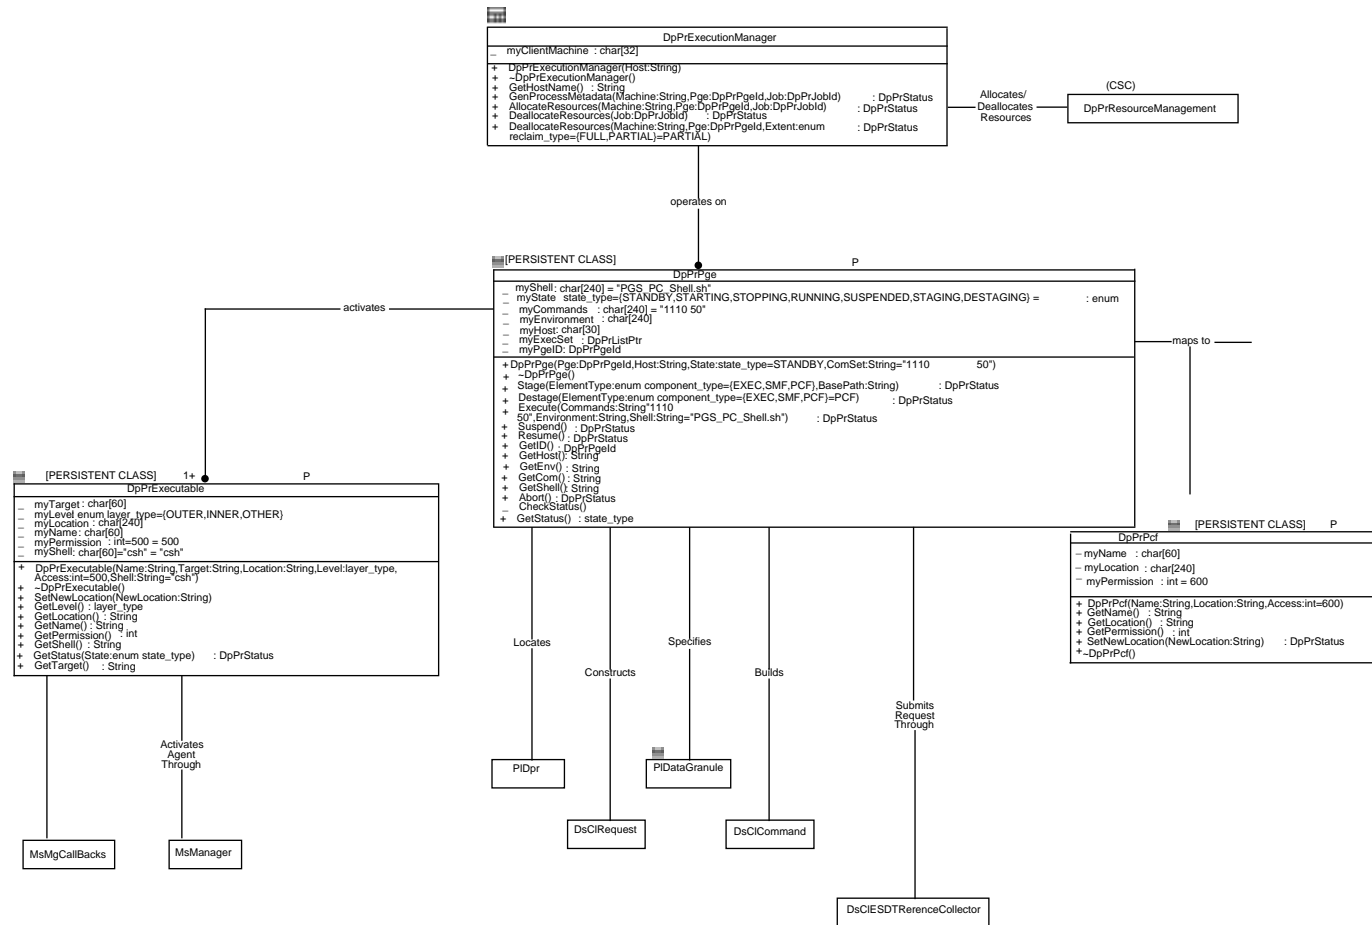 DpPrExecutionManager
_ myClientMachine : char[32]
+ DpPrExecutionManager(Host:String)
+ ~DpPrExecutionManager()
+ GetHostName() : String
+ GenProcessMetadata(Machine:String,Pge:DpPrPgeId,Job:DpPrJobId) : DpPrStatus
+ AllocateResources(Machine:String,Pge:DpPrPgeId,Job:DpPrJobId) : DpPrStatus
+ DeallocateResources(Job:DpPrJobId) : DpPrStatus
+ DeallocateResources(Machine:String,Pge:DpPrPgeId,Extent:enum : DpPrStatus
reclaim_type={FULL,PARTIAL}=PARTIAL)
Allocates/
Deallocates
Resources
(CSC)
DpPrResourceManagement
operates on
[PERSISTENT CLASS] P
DpPrPge
_ myShell: char[240] = "PGS_PC_Shell.sh"
_ myState state_type={STANDBY,STARTING,STOPPING,RUNNING,SUSPENDED,STAGING,DESTAGING} = : enum
_ myCommands : char[240] = "1110 50"
_ myEnvironment : char[240]
_ myHost: char[30]
_ myExecSet : DpPrListPtr
_ myPgeID: DpPrPgeId
+ DpPrPge(Pge:DpPrPgeId,Host:String,State:state_type=STANDBY,ComSet:String="1110 50")
+ ~DpPrPge()
+ Stage(ElementType:enum component_type={EXEC,SMF,PCF},BasePath:String) : DpPrStatus
+ Destage(ElementType:enum component_type={EXEC,SMF,PCF}=PCF) : DpPrStatus
+ Execute(Commands:String"1110
50",Environment:String,Shell:String="PGS_PC_Shell.sh") : DpPrStatus
+ Suspend() : DpPrStatus
+ Resume() : DpPrStatus
+ GetID() : DpPrPgeId
+ GetHost() : String
+ GetEnv() : String
+ GetCom() : String
+ GetShell() : String
+ Abort() : DpPrStatus
_ CheckStatus()
+ GetStatus() : state_type
activates
maps to
[PERSISTENT CLASS] 1+ P
DpPrExecutable
_ myTarget : char[60]
_ myLevel enum layer_type={OUTER,INNER,OTHER}
_ myLocation : char[240]
_ myName: char[60]
_ myPermission : int=500 = 500
_ myShell: char[60]="csh" = "csh"
+ DpPrExecutable(Name:String,Target:String,Location:String,Level:layer_type,
Access:int=500,Shell:String="csh")
+ ~DpPrExecutable()
+ SetNewLocation(NewLocation:String)
+ GetLevel() : layer_type
+ GetLocation() : String
+ GetName() : String
+ GetPermission() : int
+ GetShell() : String
+ GetStatus(State:enum state_type) : DpPrStatus
+ GetTarget() : String
[PERSISTENT CLASS] P
DpPrPcf
_ myName : char[60]
_ myLocation : char[240]
_ myPermission : int = 600
+ DpPrPcf(Name:String,Location:String,Access:int=600)
+ GetName() : String
+ GetLocation() : String
+ GetPermission() : int
+ SetNewLocation(NewLocation:String) : DpPrStatus
+ ~DpPrPcf()
Locates
Constructs
Specifies
Builds
Submits
Request
Through
Activates
Agent
Through
PlDpr
PlDataGranule
DsClRequest
DsClCommand
MsMgCallBacks
MsManager
DsClESDTRerenceCollector